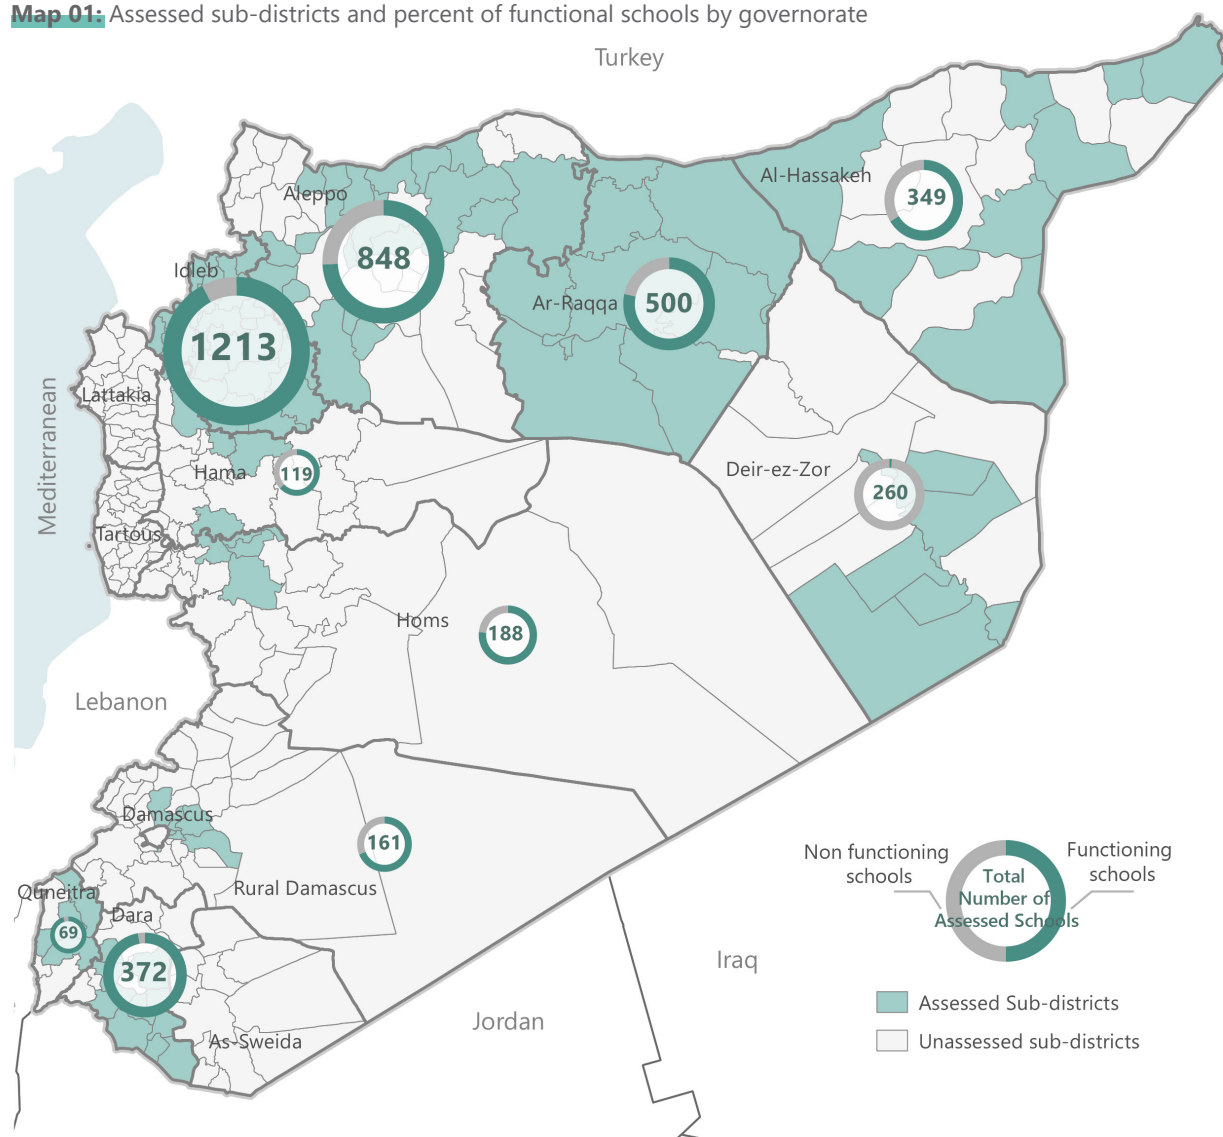 Map 01: Assessed sub-districts and percent of functional schools by governorate
Turkey
Al-Hassakeh
349
Aleppo
848
Idleb
1213
Ar-Raqqa
500
Mediterranean
Lattakia
Hama
119
Deir-ez-Zor
260
Tartous
Homs
188
Lebanon
Damascus
161
Rural Damascus
Quneitra
69
Dara
372
As-Sweida
Iraq
Jordan
Non functioning
schools
Total
Number of
Assessed Schools
Functioning
schools
Assessed Sub-districts
Unassessed sub-districts